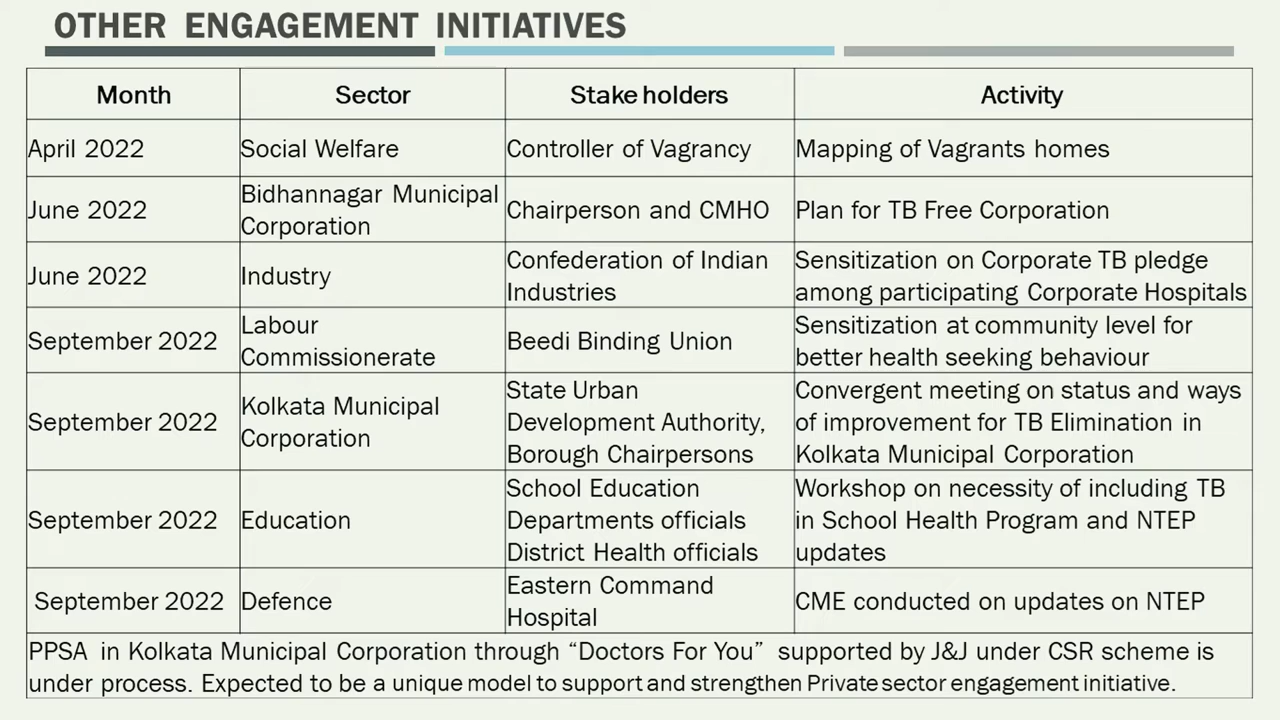 OTHER ENGAGEMENT INITIATIVES
Month Sector Stake holders Activity
April 2022 Social Welfare Controller of Vagrancy Mapping of Vagrants homes
June 2022
Bidhannagar Municipal
Corporation
Chairperson and CMHO
Plan for TB Free Corporation
June 2022
Industry
Confederation of Indian
Industries
Sensitization on Corporate TB pledge
among participating Corporate Hospitals
September 2022
Labour
Commissionerate
Beedi Binding Union
Sensitization at community level for
better health seeking behaviour
September 2022
Kolkata Municipal
Corporation
State Urban
Development Authority,
Borough Chairpersons
Convergent meeting on status and ways
of improvement for TB Elimination in
Kolkata Municipal Corporation
September 2022
Education
School Education
Departments officials
District Health officials
Workshop on necessity of including TB
in School Health Program and NTEP
updates
September 2022
Defence
Eastern Command
Hospital
CME conducted on updates on NTEP
PPSA in Kolkata Municipal Corporation through “Doctors For You” supported by J&J under CSR scheme is
under process. Expected to be a unique model to support and strengthen Private sector engagement initiative.